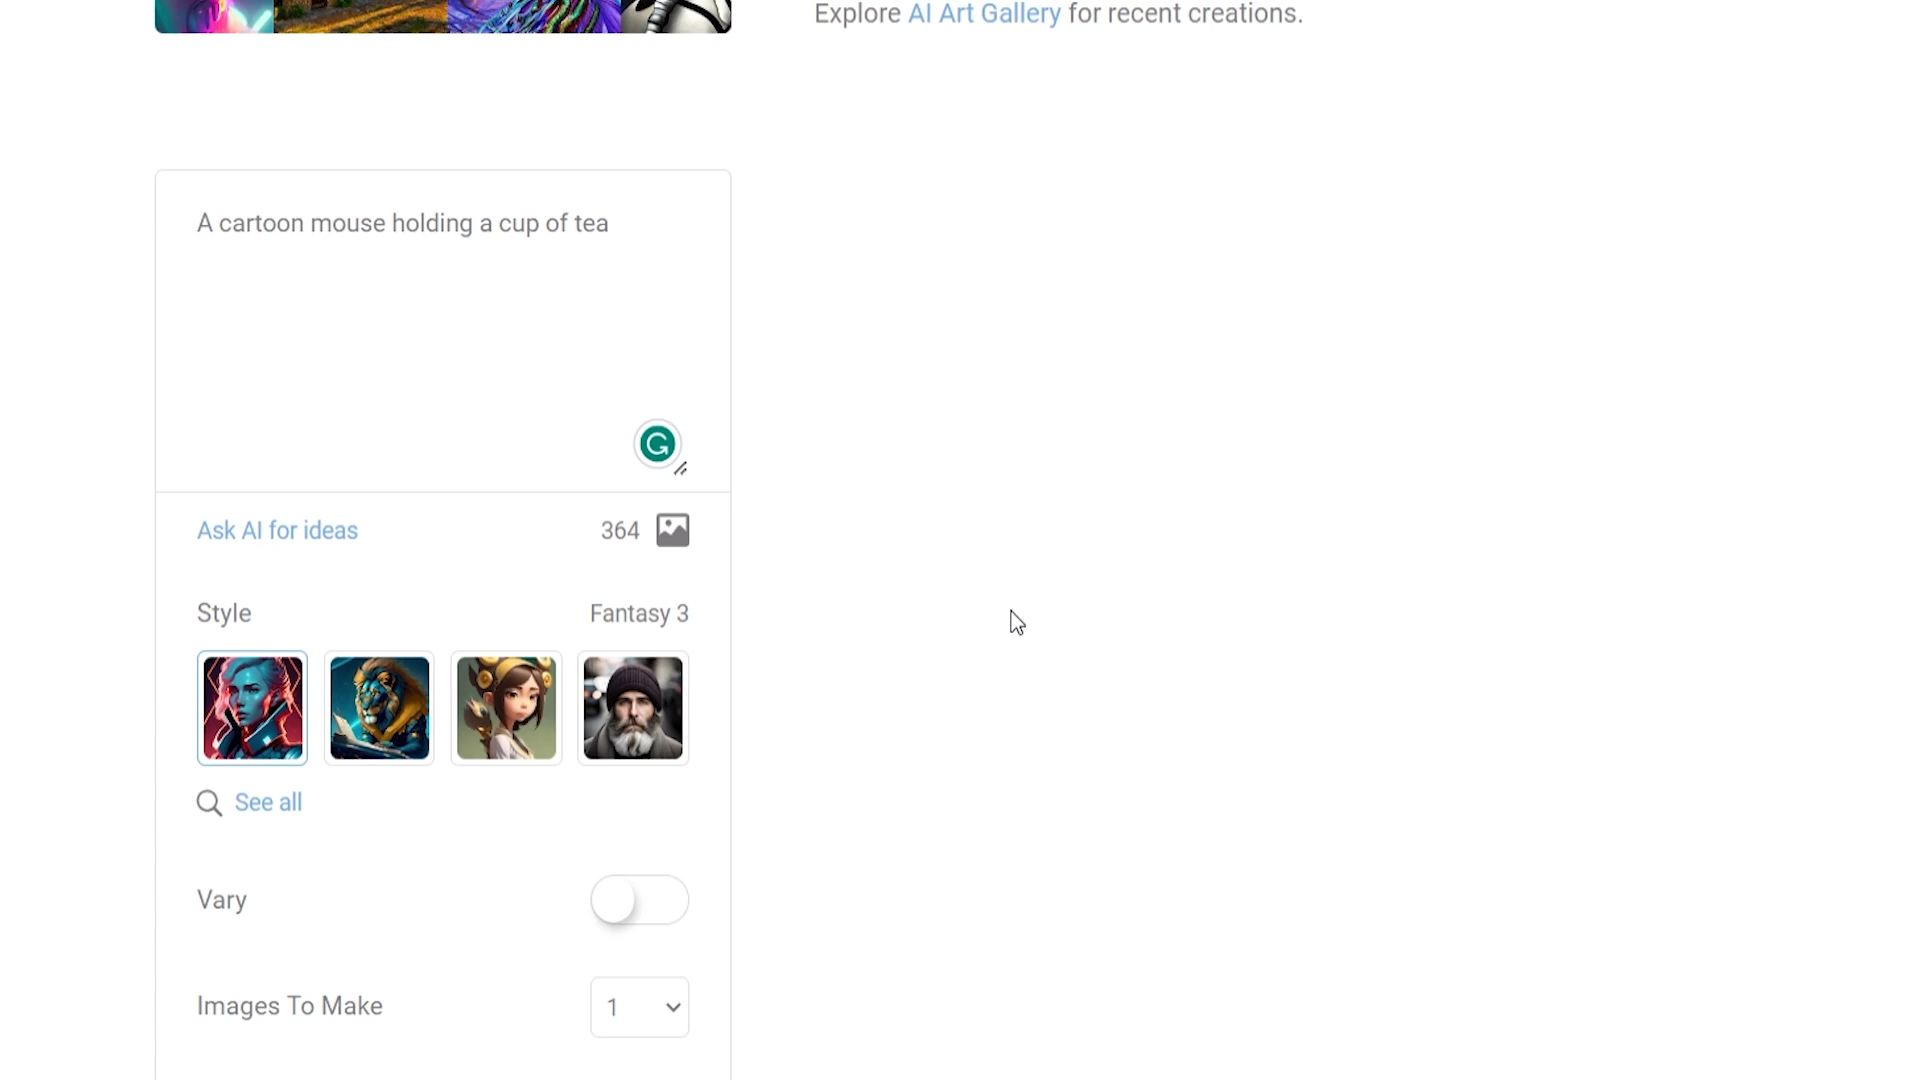 Explore AI Art Gallery for recent creations.
A cartoon mouse holding a cup of tea
Ask AI for ideas
364
Style
Fantasy 3
See all
Vary
Images To Make
1